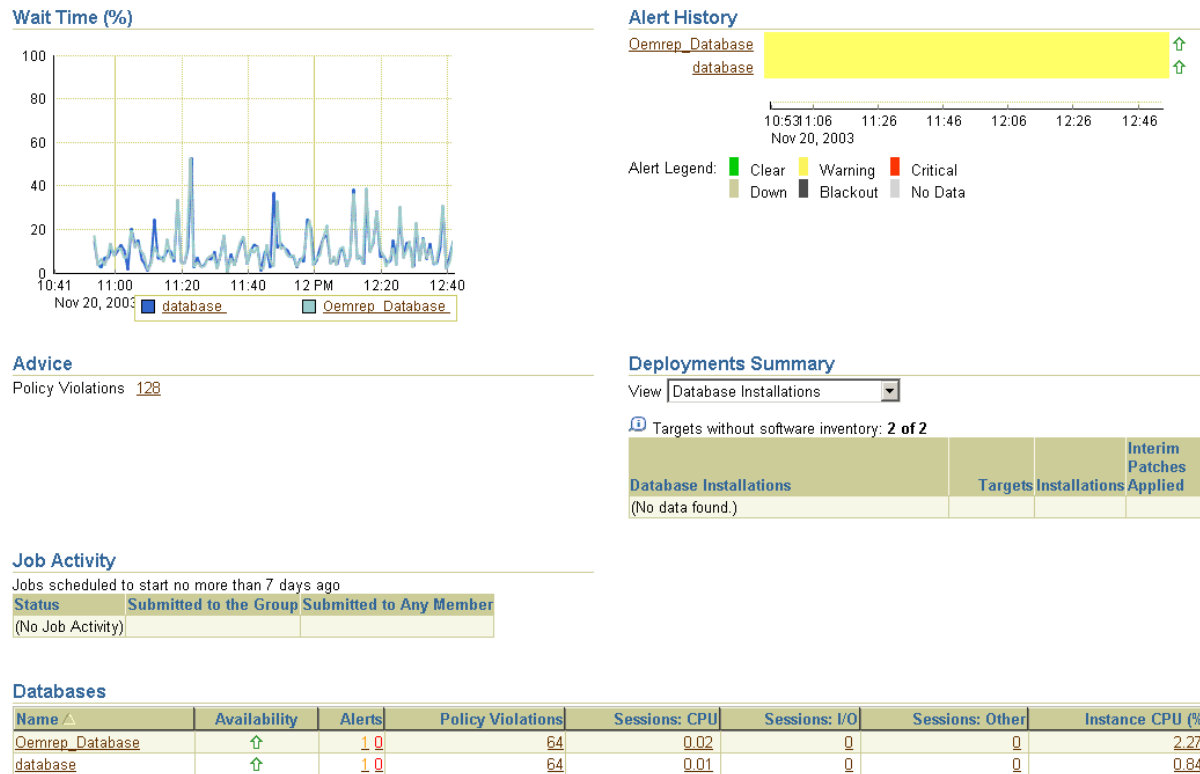 Wait Time (%)
100
80
60
40
20
0
10:41 11:00 11:20 11:40 12 PM 12:20 12:40
Nov 20, 2003
database Oemrep_Database
Alert History
Oemrep_Database
database
10:53 11:06 11:26 11:46 12:06 12:26 12:46
Nov 20, 2003
Alert Legend: Clear Warning Critical
Down Blackout No Data
Advice
Policy Violations 128
Deployments Summary
View Database Installations
Targets without software inventory: 2 of 2
Database Installations Targets Installations Interim Patches Applied
(No data found.)
Job Activity
Jobs scheduled to start no more than 7 days ago
Status Submitted to the Group Submitted to Any Member
(No Job Activity)
Databases
Name Availability Alerts Policy Violations Sessions: CPU Sessions: I/O Sessions: Other Instance CPU (%
Oemrep_Database 1 0 64 0.02 0 0 2.27
database 1 0 64 0.01 0 0 0.84